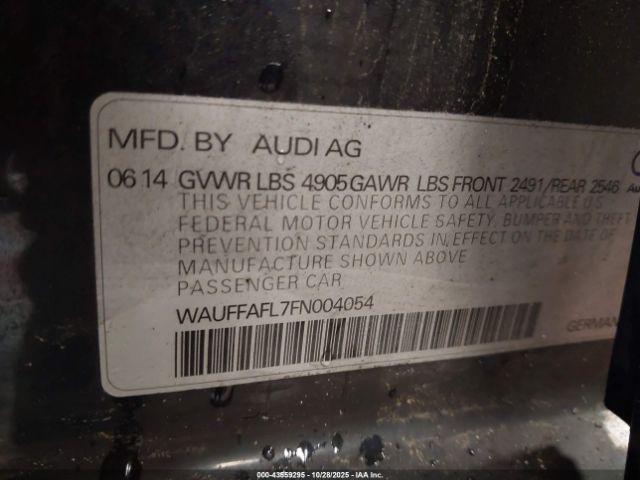 MFD. BY AUDI AG
06 14 GVWR LBS 4905 GAWR LBS FRONT 2491/REAR 2546
THIS VEHICLE CONFORMS TO ALL APPLICABLE U.S
FEDERAL MOTOR VEHICLE SAFETY, BUMPER AND THEFT
PREVENTION STANDARDS IN EFFECT ON THE DATE OF
MANUFACTURE SHOWN ABOVE
PASSENGER CAR
WAUFFAFL7FN004054
GERMAN
000-43559295 • 10/28/2025 • ©IAA Inc.